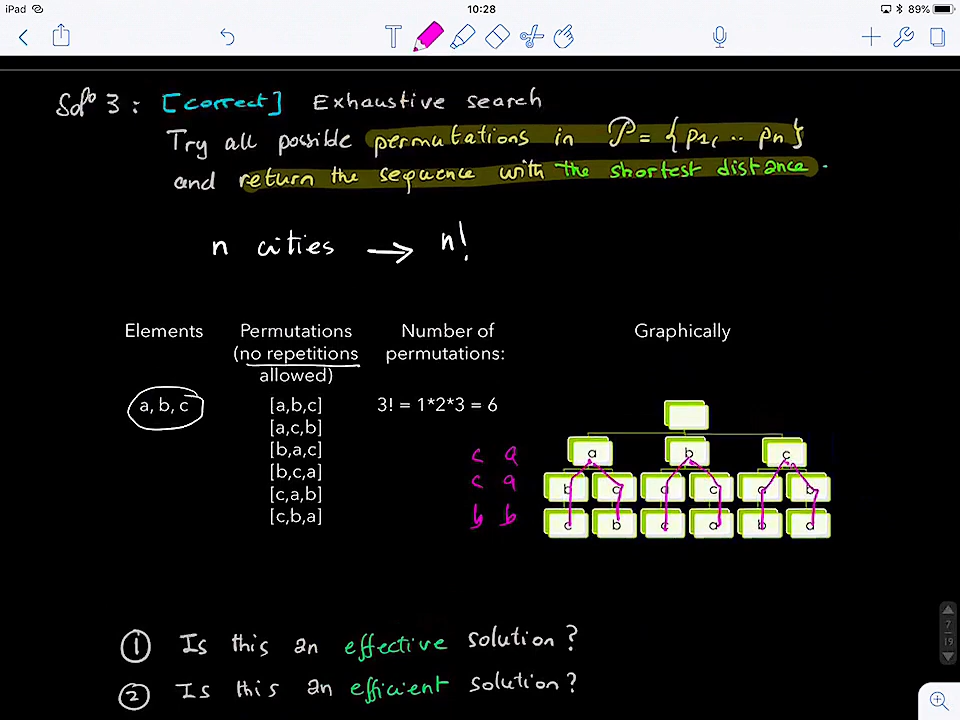 iPad 10:28 89%
T
Sol° 3 : [correct] Exhaustive search
Try all possible permutations in P = { p1, .. pn }
and return the sequence with the shortest distance.
n cities → n!
Elements Permutations (no repetitions allowed) Number of permutations: Graphically
a, b, c [a,b,c] 3! = 1*2*3 = 6
[a,c,b]
[b,a,c]
[b,c,a]
[c,a,b]
[c,b,a]
c a
c a
b b
a b c
b c a c a b
c b c a b a
① Is this an effective solution ?
② Is this an efficient solution ?
7
19